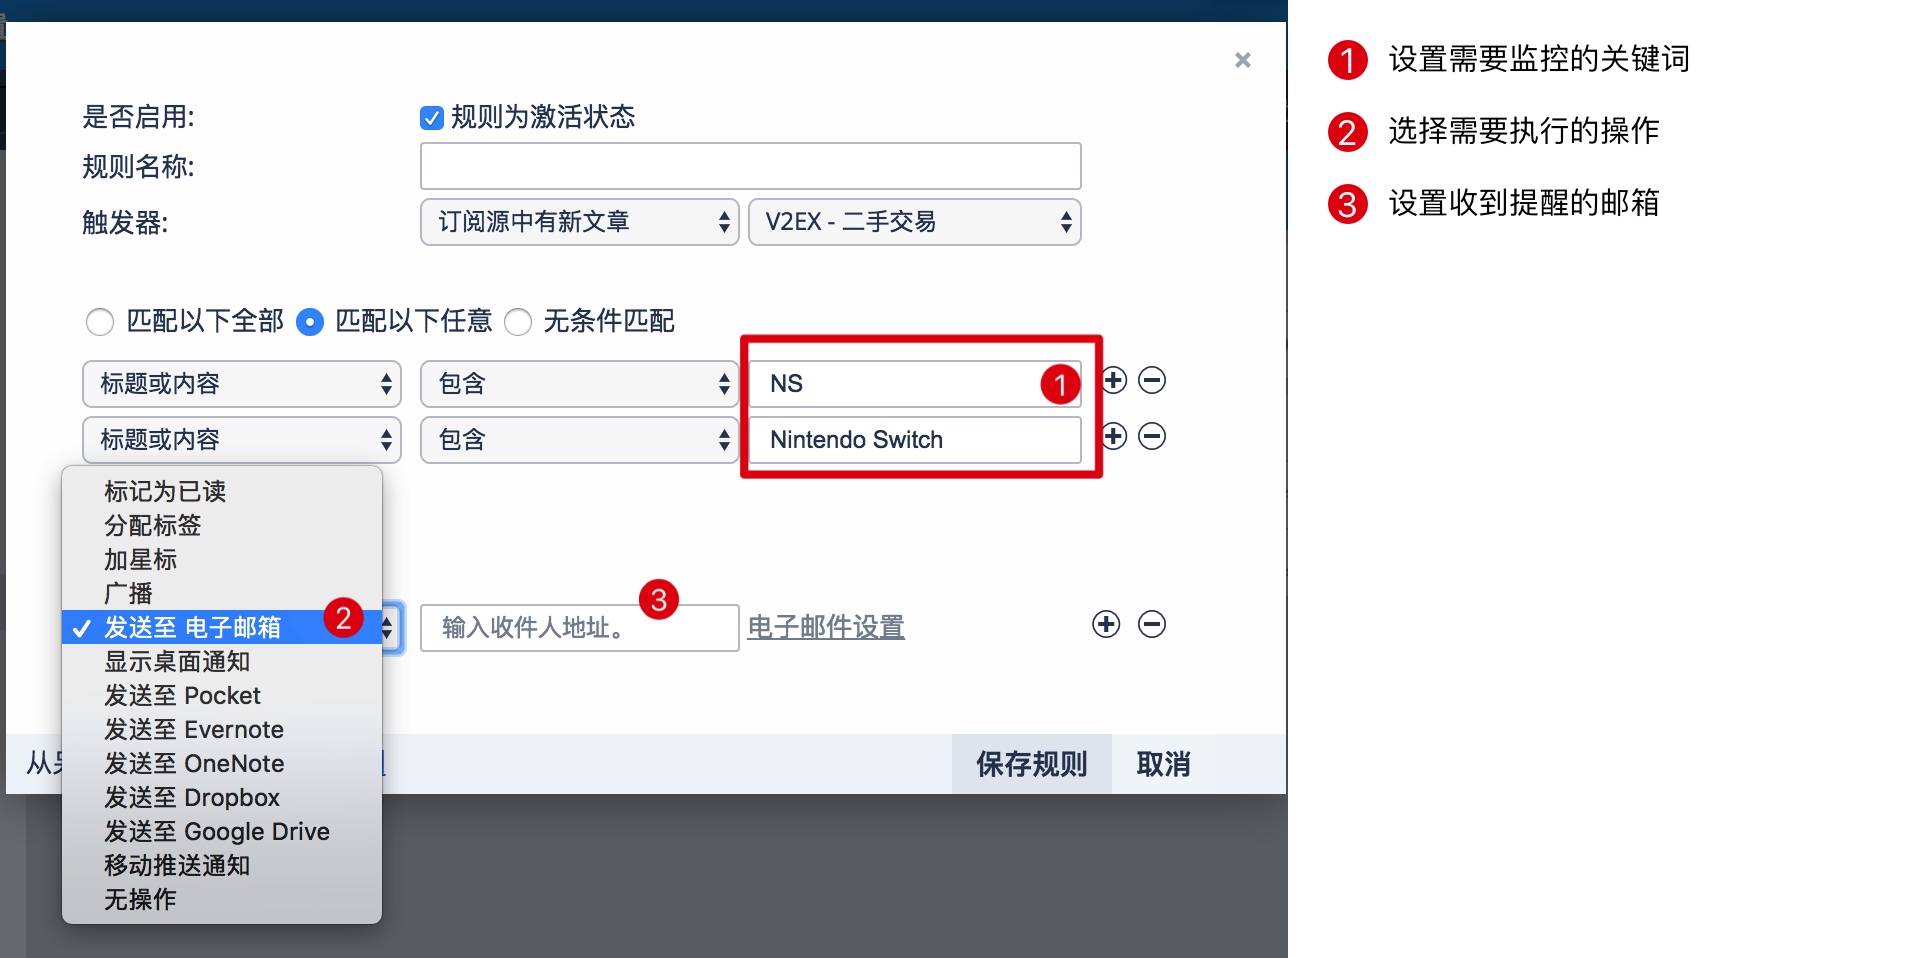 是否启用:
规则为激活状态
规则名称:
触发器:
订阅源中有新文章
V2EX - 二手交易
匹配以下全部
匹配以下任意
无条件匹配
标题或内容
包含
NS
1
标题或内容
包含
Nintendo Switch
标记为已读
分配标签
加星标
广播
发送至 电子邮箱
2
3
输入收件人地址。
电子邮件设置
显示桌面通知
发送至 Pocket
发送至 Evernote
发送至 OneNote
发送至 Dropbox
发送至 Google Drive
移动推送通知
无操作
从
保存规则
取消
1 设置需要监控的关键词
2 选择需要执行的操作
3 设置收到提醒的邮箱